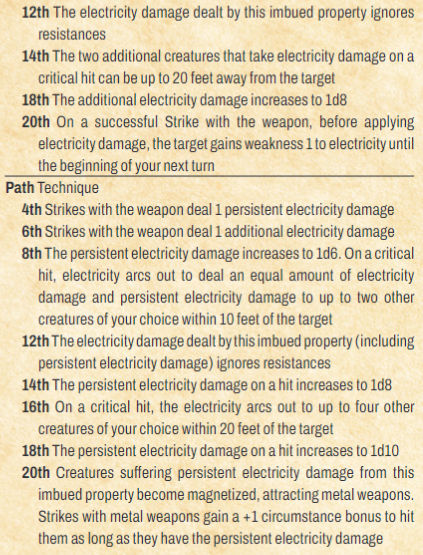 12th The electricity damage dealt by this imbued property ignores
resistances
14th The two additional creatures that take electricity damage on a
critical hit can be up to 20 feet away from the target
18th The additional electricity damage increases to 1d8
20th On a successful Strike with the weapon, before applying
electricity damage, the target gains weakness 1 to electricity until
the beginning of your next turn
Path Technique
4th Strikes with the weapon deal 1 persistent electricity damage
6th Strikes with the weapon deal 1 additional electricity damage
8th The persistent electricity damage increases to 1d6. On a critical
hit, electricity arcs out to deal an equal amount of electricity
damage and persistent electricity damage to up to two other
creatures of your choice within 10 feet of the target
12th The electricity damage dealt by this imbued property (including
persistent electricity damage) ignores resistances
14th The persistent electricity damage on a hit increases to 1d8
16th On a critical hit, the electricity arcs out to up to four other
creatures of your choice within 20 feet of the target
18th The persistent electricity damage on a hit increases to 1d10
20th Creatures suffering persistent electricity damage from this
imbued property become magnetized, attracting metal weapons.
Strikes with metal weapons gain a +1 circumstance bonus to hit
them as long as they have the persistent electricity damage